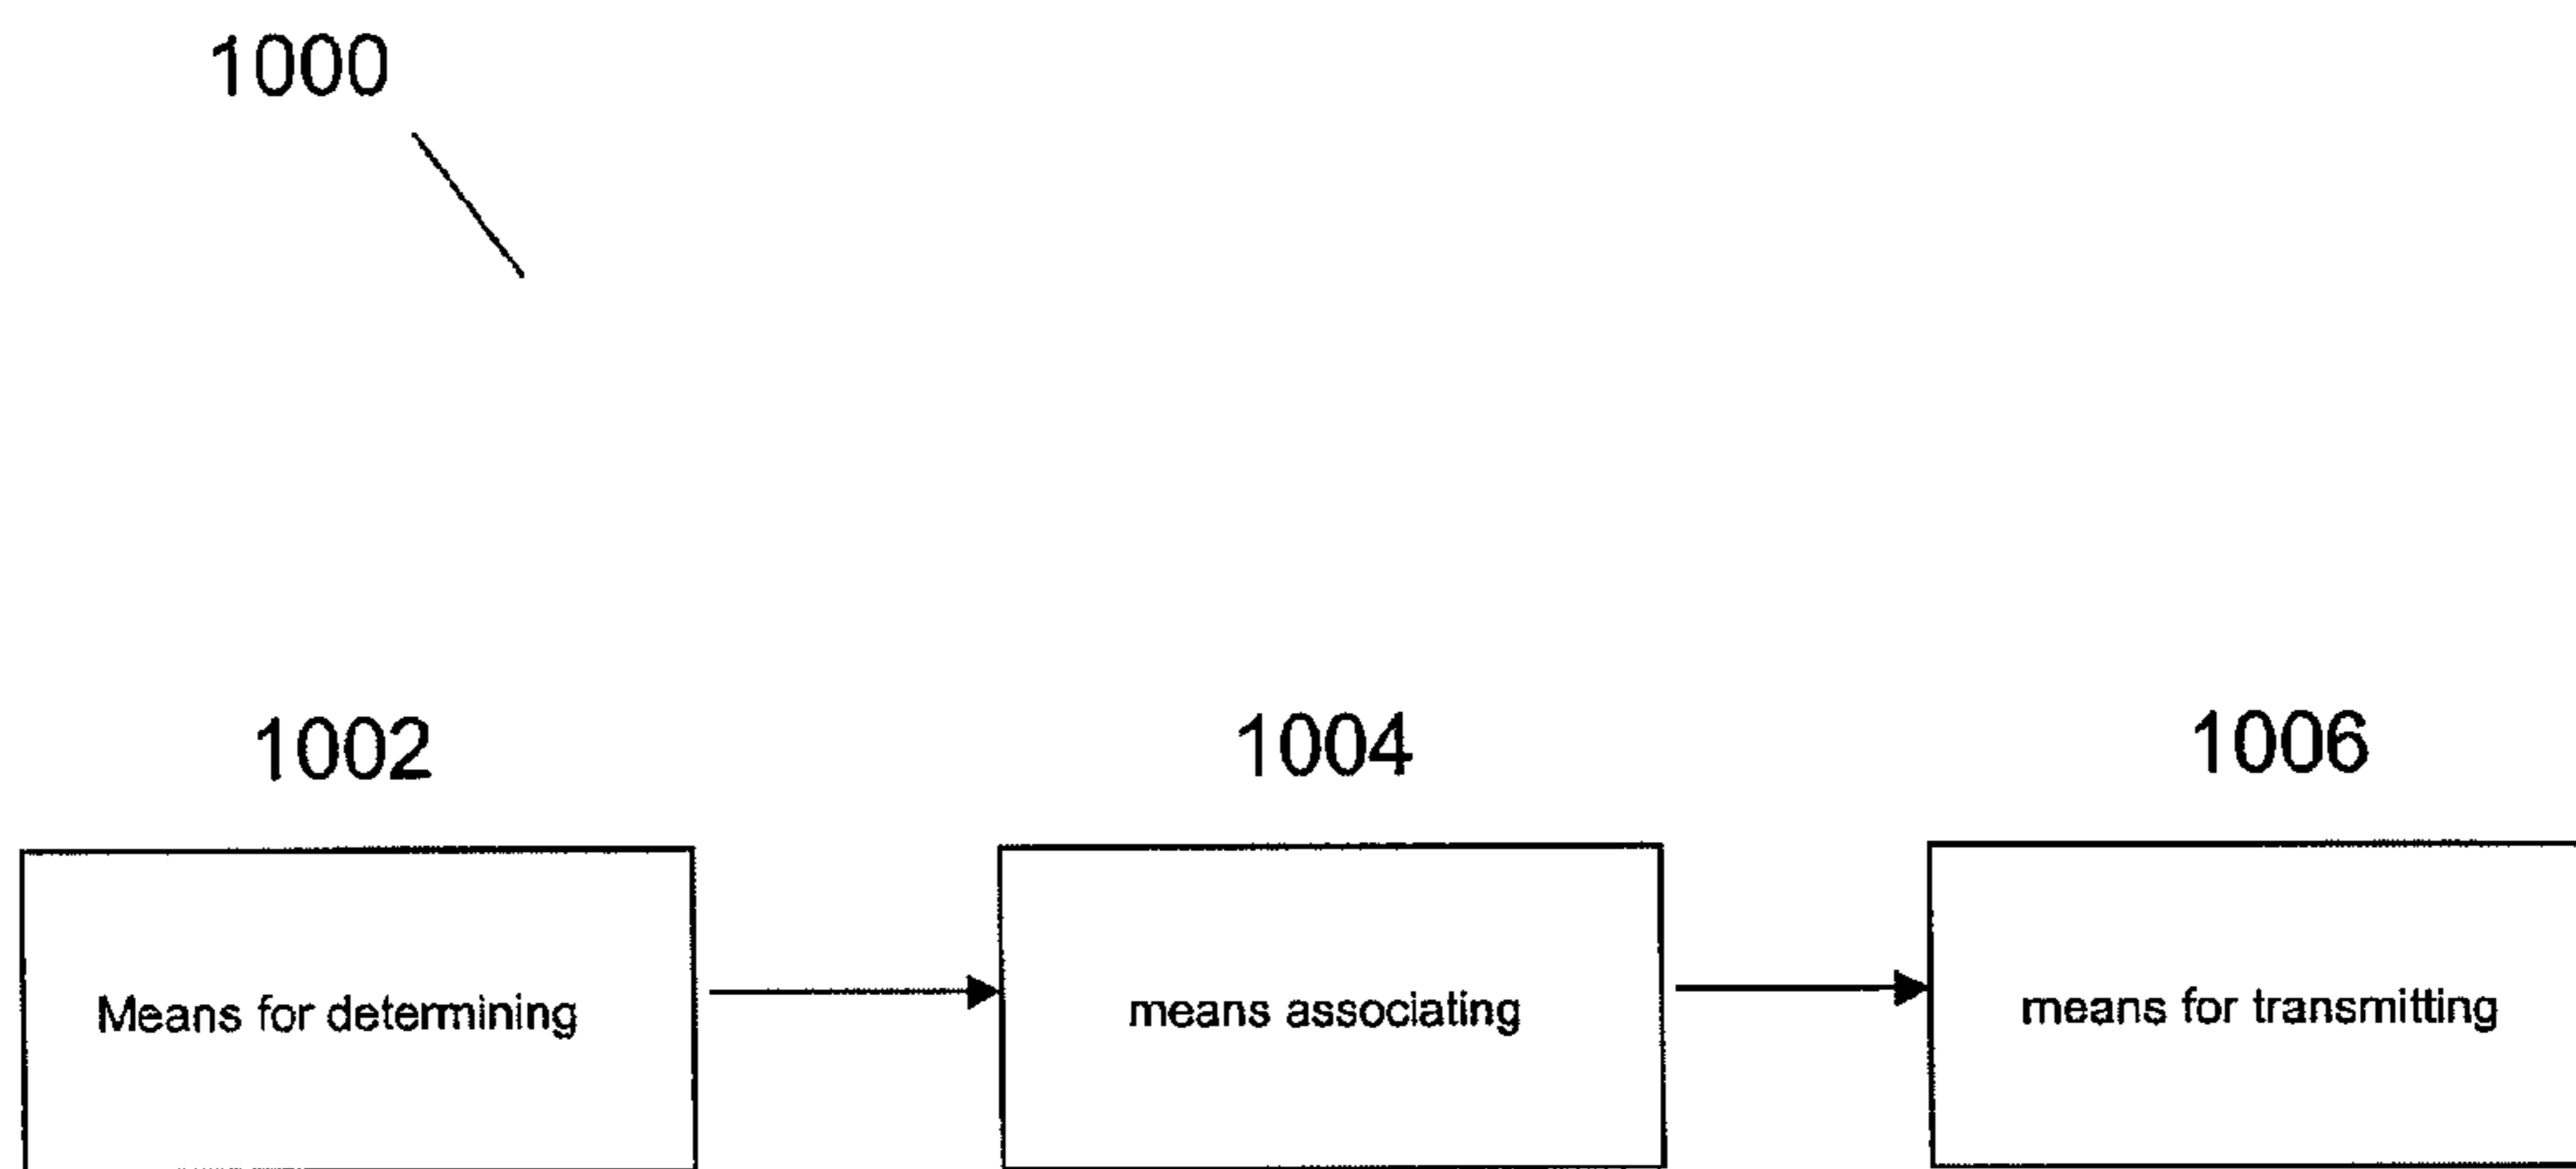 1000
1002
1004
1006
Means for determining
means associating
means for transmitting